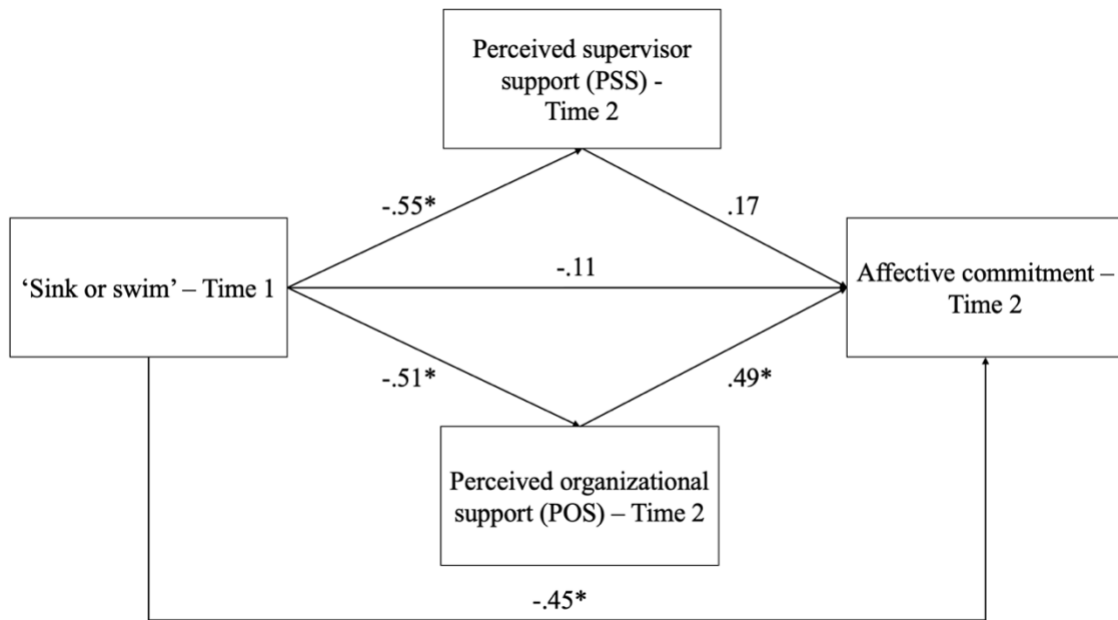 Perceived supervisor
support (PSS) -
Time 2
-.55*
.17
‘Sink or swim’ – Time 1
-.11
Affective commitment –
Time 2
-.51*
.49*
Perceived organizational
support (POS) – Time 2
-.45*